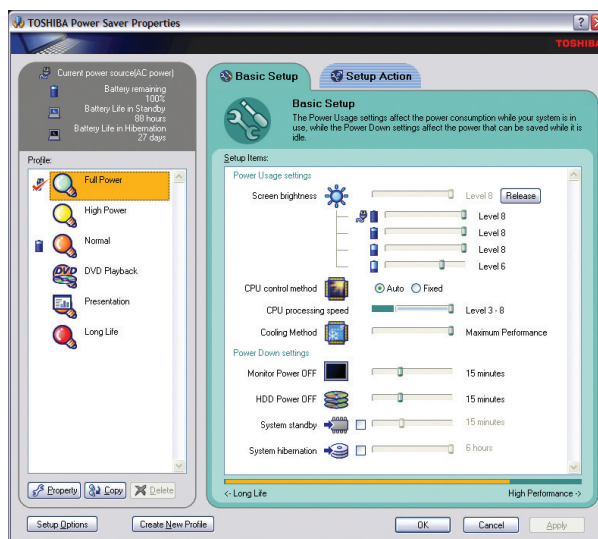 TOSHIBA Power Saver Properties
TOSHIBA
Current power source(AC power)
Battery remaining
100%
Battery Life in Standby
88 hours
Battery Life in Hibernation
27 days
Profile:
Full Power
High Power
Normal
DVD Playback
Presentation
Long Life
Property
Copy
Delete
Basic Setup
Setup Action
Basic Setup
The Power Usage settings affect the power consumption while your system is in
use, while the Power Down settings affect the power that can be saved while it is
idle.
Setup Items:
Power Usage settings
Screen brightness
Level 8
Release
Level 8
Level 8
Level 8
Level 6
CPU control method
Auto
Fixed
CPU processing speed
Level 3 - 8
Cooling Method
Maximum Performance
Power Down settings
Monitor Power OFF
15 minutes
HDD Power OFF
15 minutes
System standby
15 minutes
System hibernation
6 hours
<- Long Life
High Performance ->
Setup Options
Create New Profile
OK
Cancel
Apply